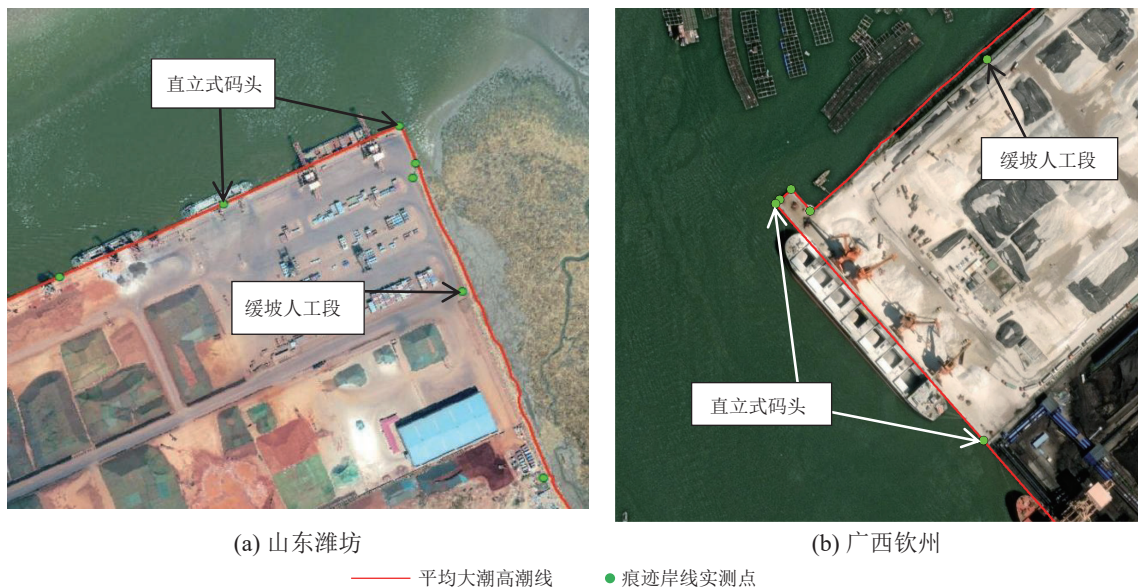 直立式码头
缓坡人工段
(a) 山东潍坊
缓坡人工段
直立式码头
(b) 广西钦州
平均大潮高潮线
痕迹岸线实测点